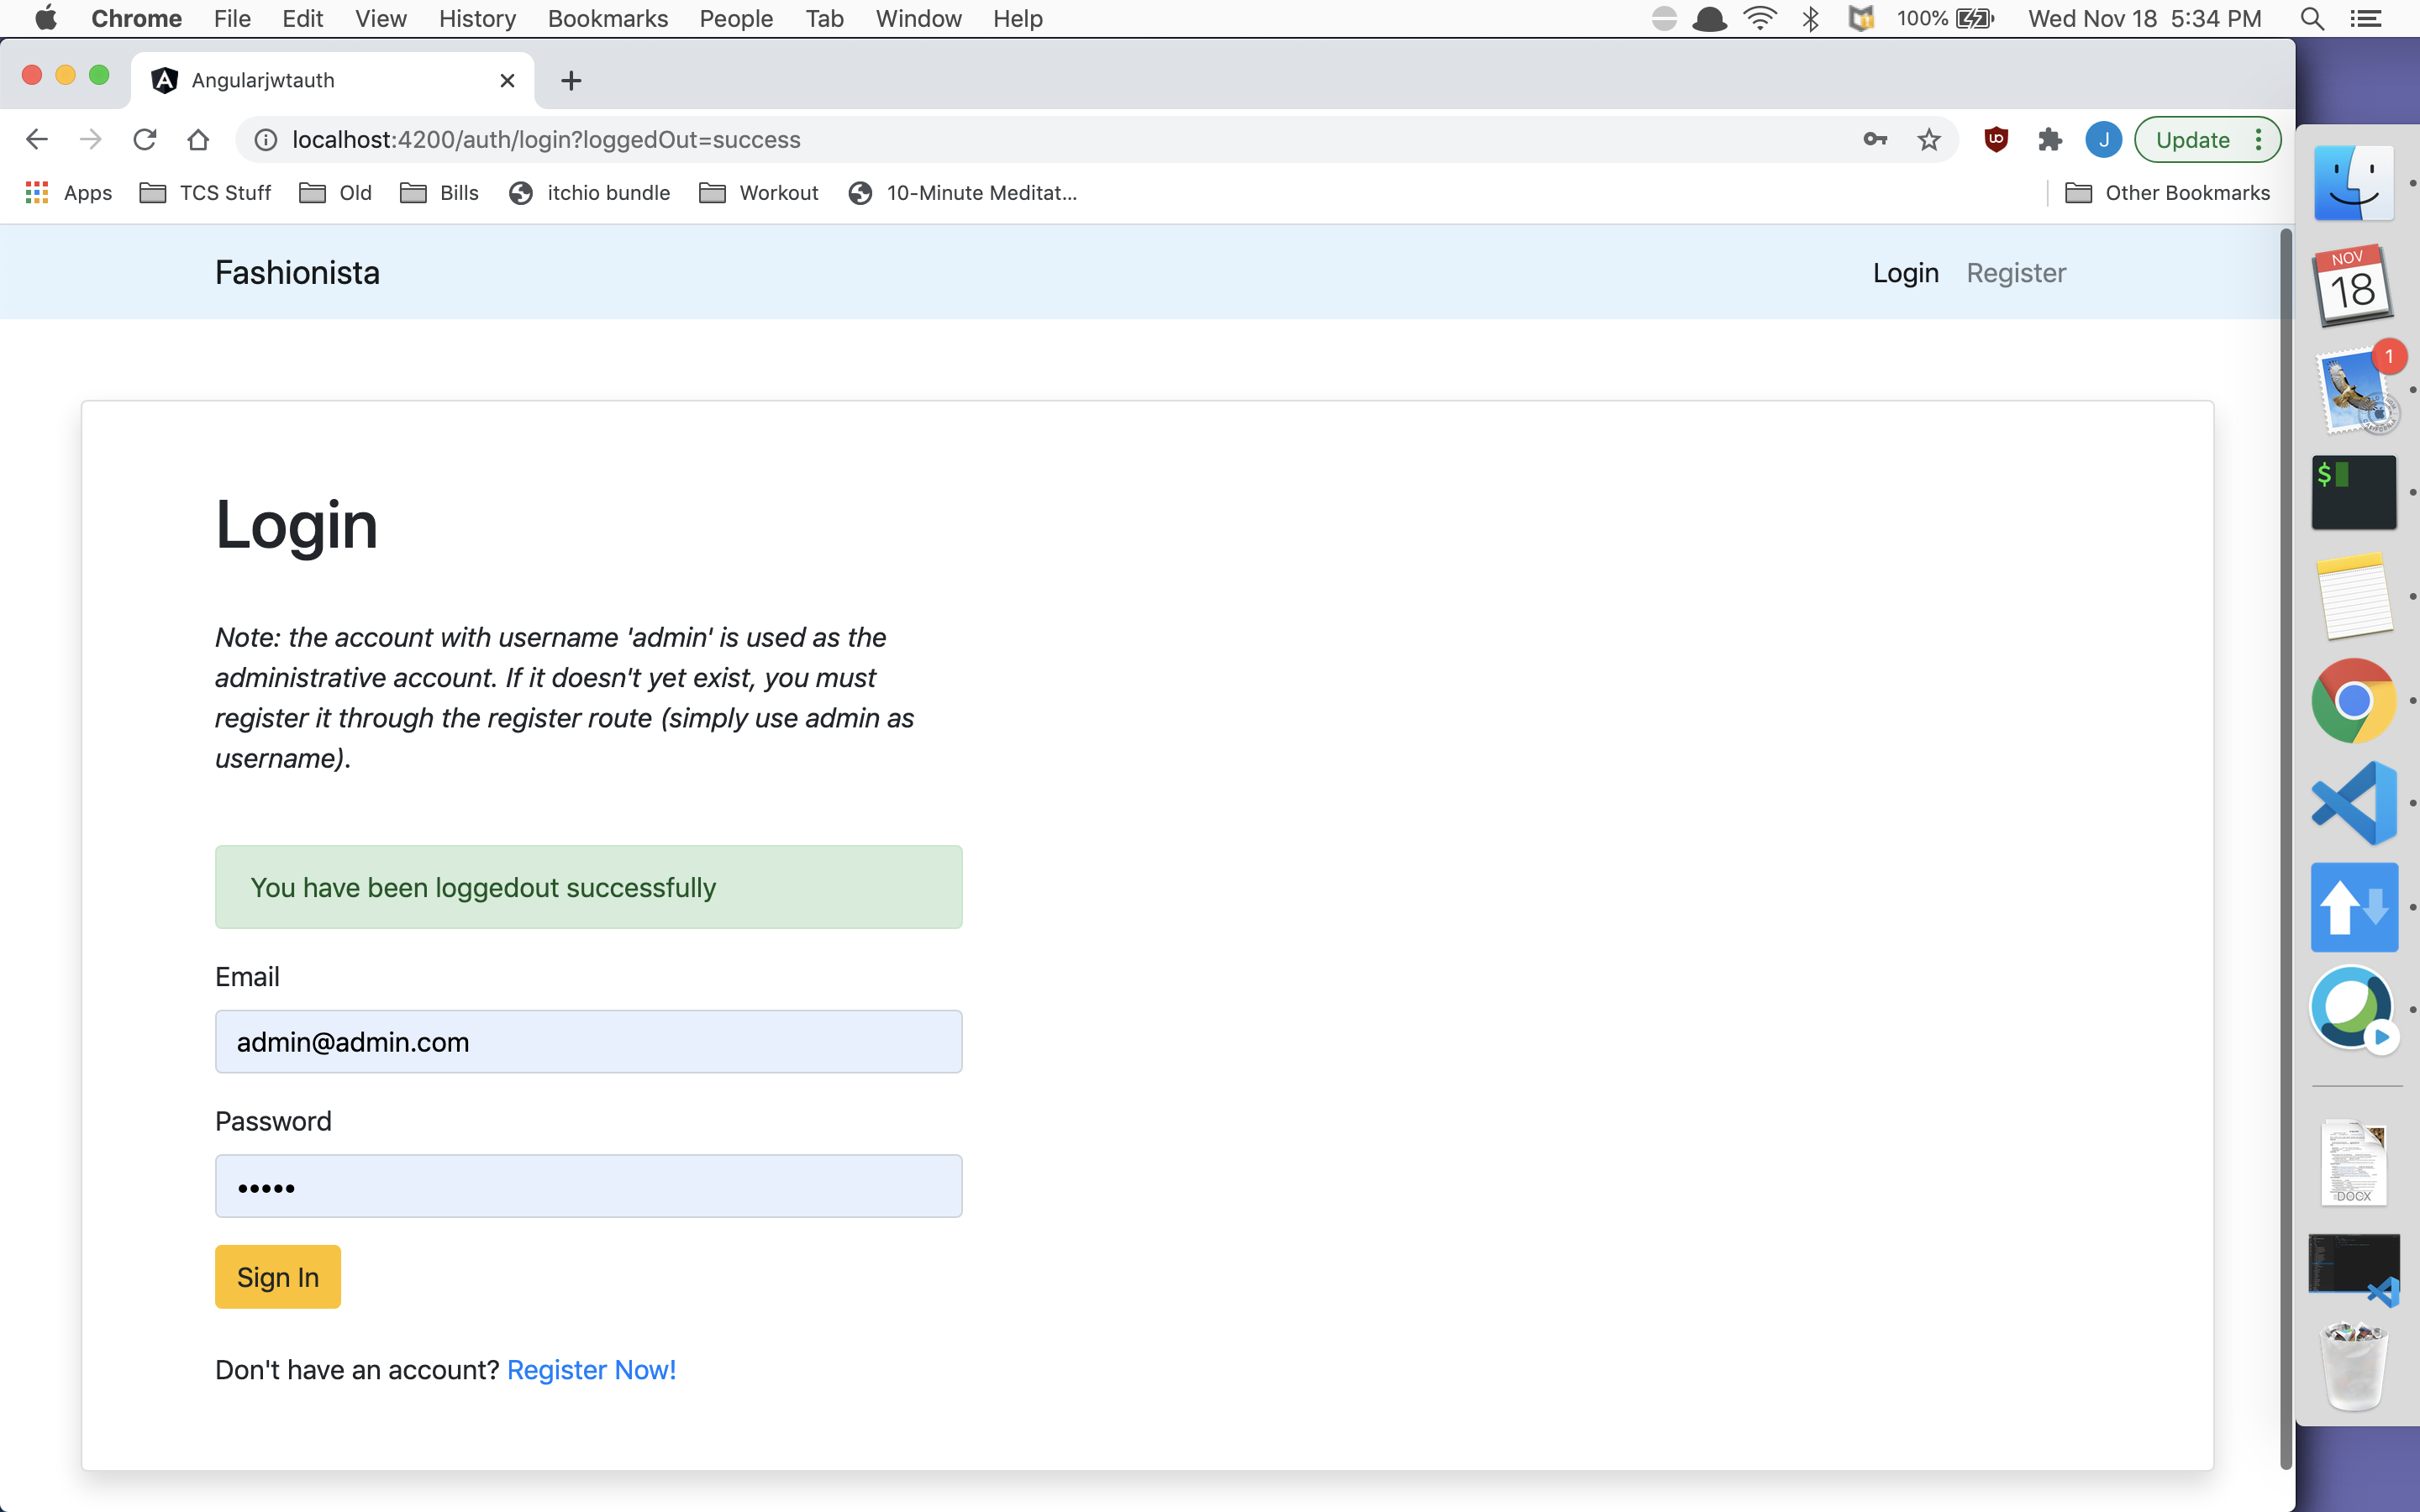 Chrome File Edit View History Bookmarks People Tab Window Help 100% Wed Nov 18 5:34 PM
Angularjwtauth
localhost:4200/auth/login?loggedOut=success
J Update
Apps TCS Stuff Old Bills itchio bundle Workout 10-Minute Meditat... Other Bookmarks
Fashionista Login Register
NOV
18
1
$
Login
Note: the account with username 'admin' is used as the
administrative account. If it doesn't yet exist, you must
register it through the register route (simply use admin as
username).
You have been loggedout successfully
Email
admin@admin.com
Password
•••••
Sign In
Don't have an account? Register Now!
DOCX